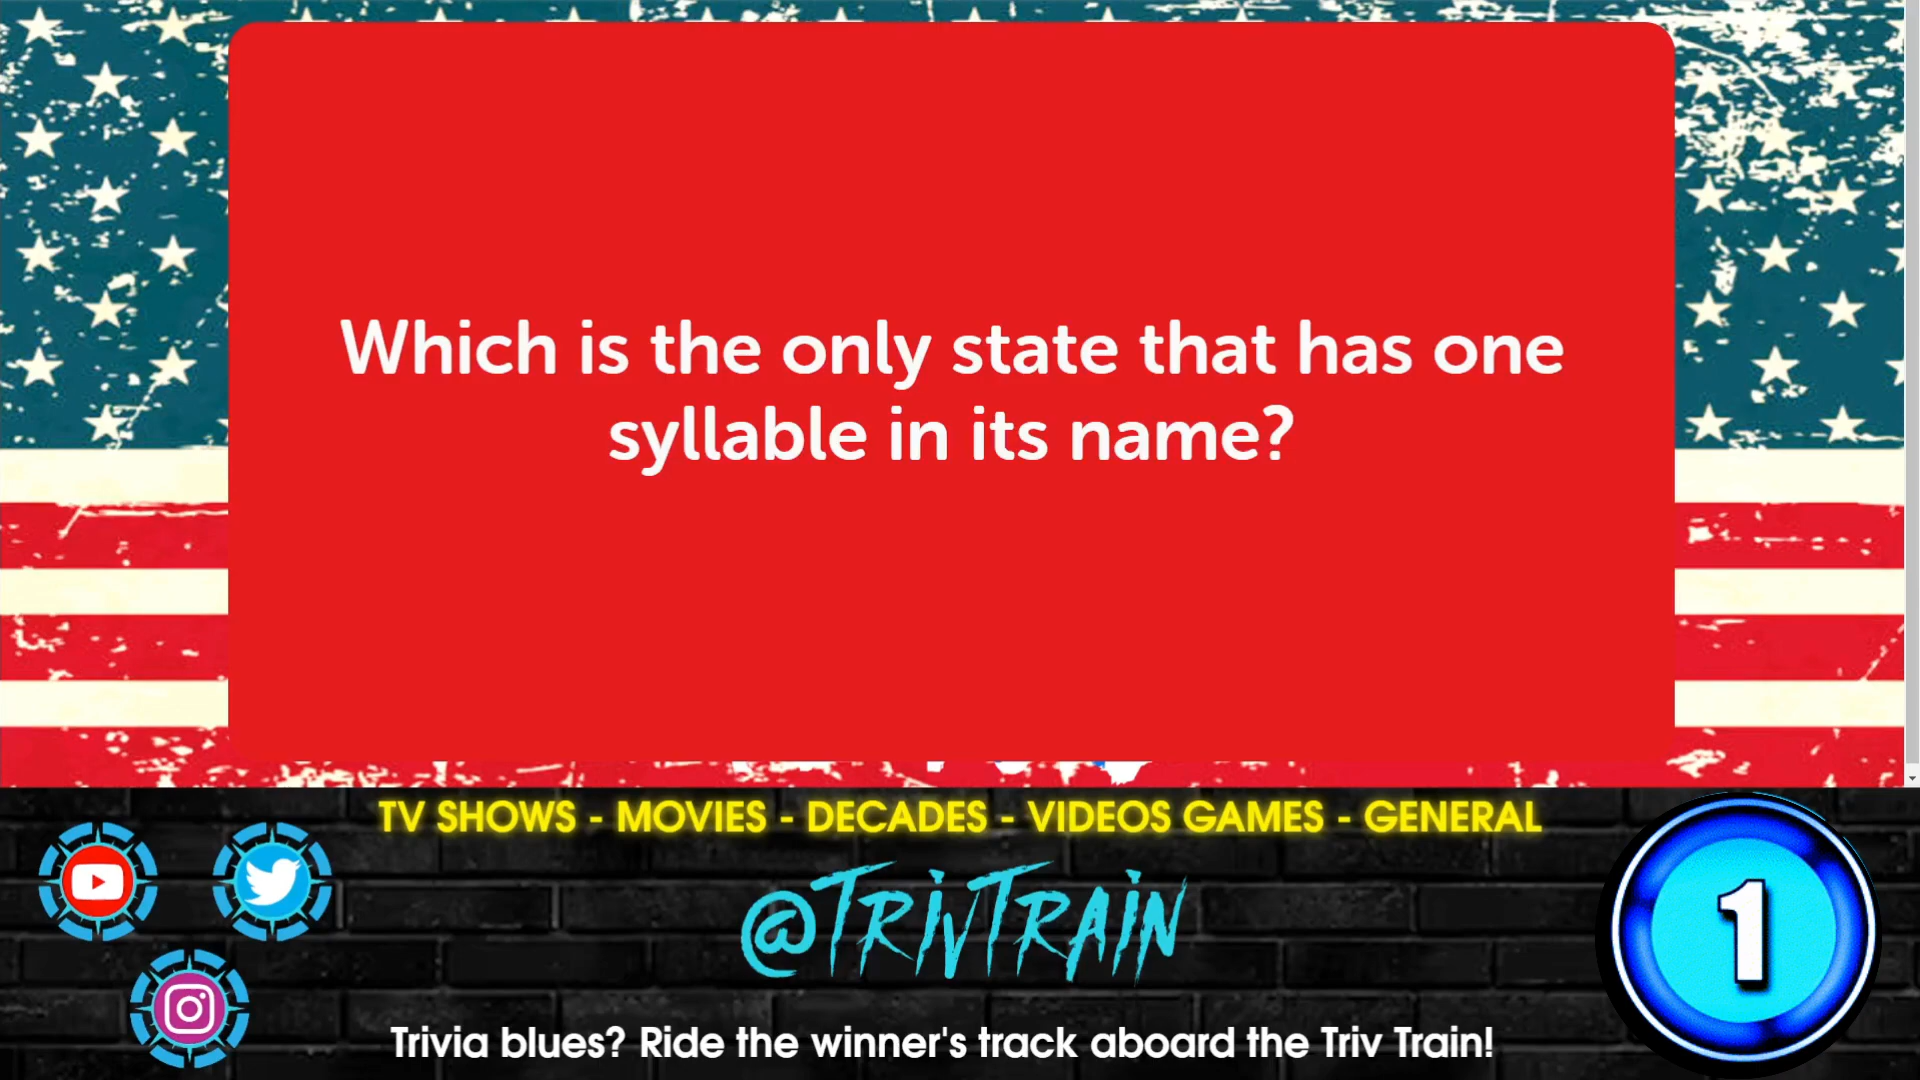 Which is the only state that has one
syllable in its name?
TV SHOWS - MOVIES - DECADES - VIDEOS GAMES - GENERAL
@TRIVTRAIN
1
Trivia blues? Ride the winner's track aboard the Triv Train!